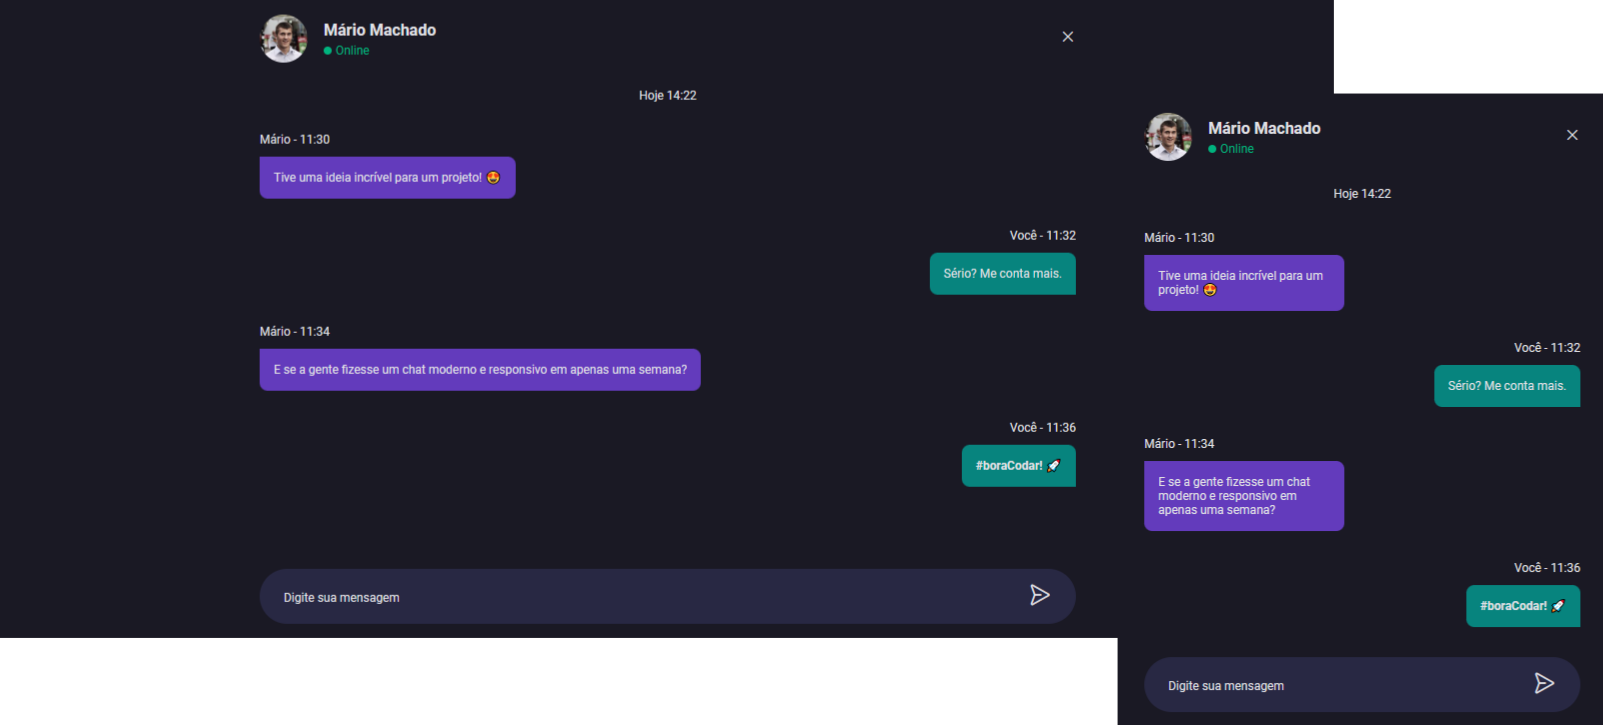 Mário Machado
Online
Hoje 14:22
Mário - 11:30
Tive uma ideia incrível para um projeto! 😍
Você - 11:32
Sério? Me conta mais.
Mário - 11:34
E se a gente fizesse um chat moderno e responsivo em apenas uma semana?
Você - 11:36
#boraCodar! 🚀
Digite sua mensagem
Mário Machado
Online
Hoje 14:22
Mário - 11:30
Tive uma ideia incrível para um
projeto! 😍
Você - 11:32
Sério? Me conta mais.
Mário - 11:34
E se a gente fizesse um chat
moderno e responsivo em
apenas uma semana?
Você - 11:36
#boraCodar! 🚀
Digite sua mensagem